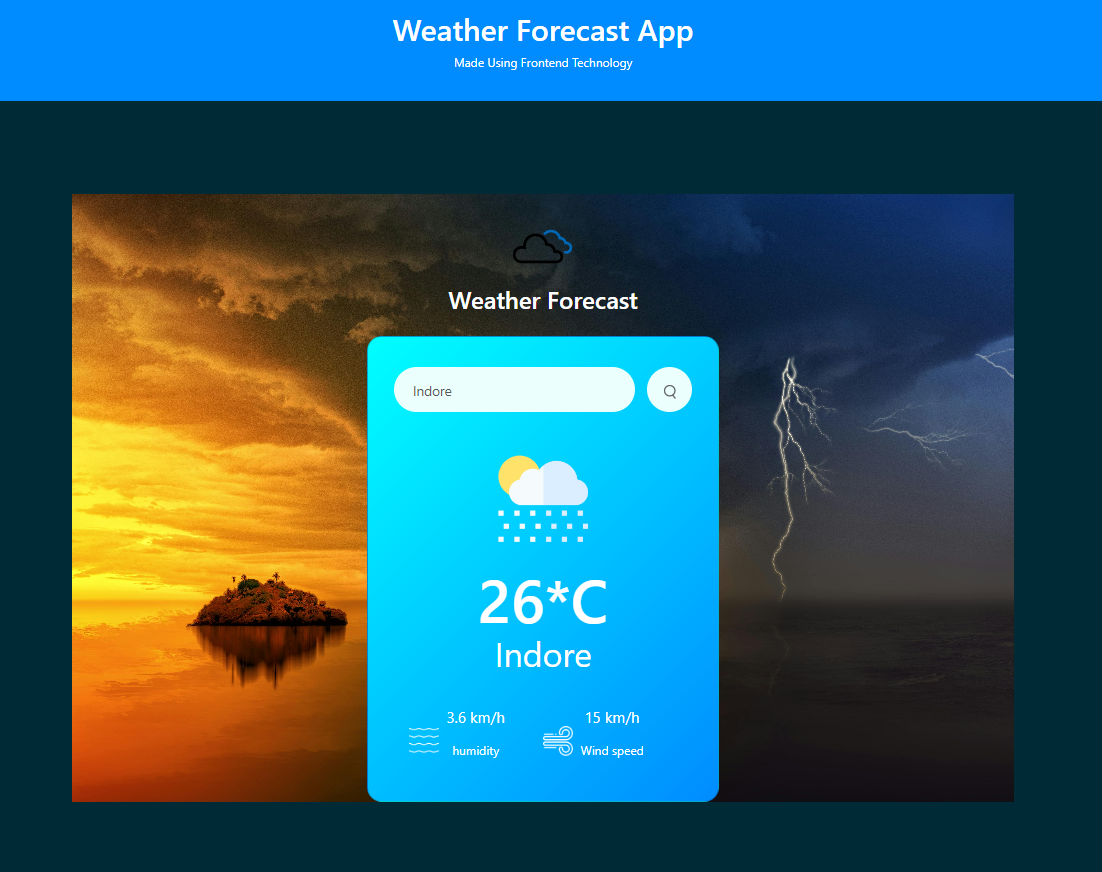 Weather Forecast App
Made Using Frontend Technology
Weather Forecast
Indore
26*C
Indore
3.6 km/h
15 km/h
humidity
Wind speed